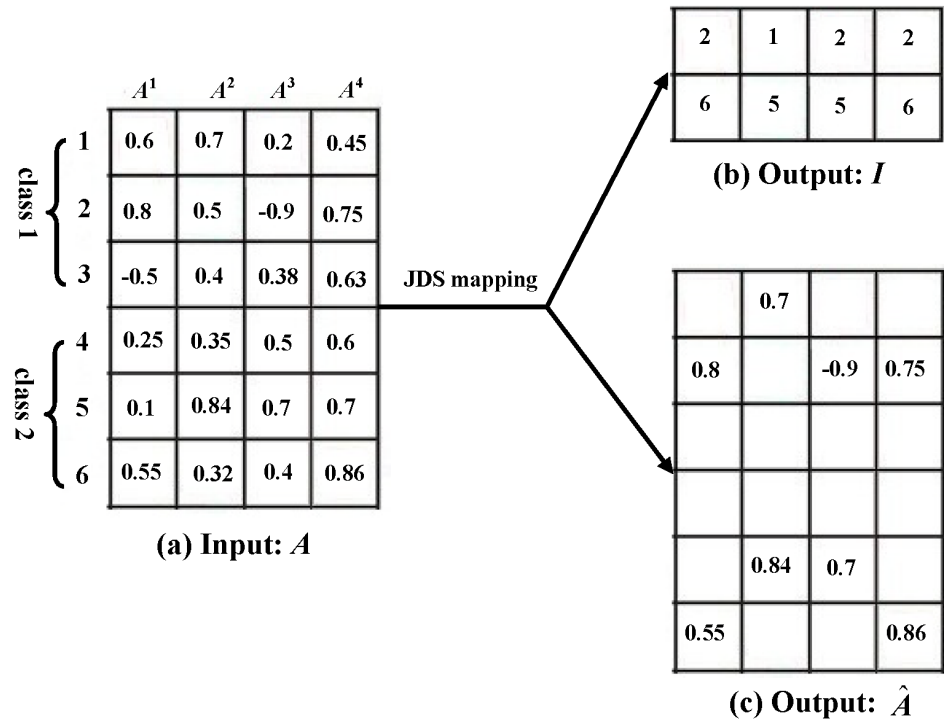 A¹ A² A³ A⁴
class 1
1 0.6 0.7 0.2 0.45
2 0.8 0.5 -0.9 0.75
3 -0.5 0.4 0.38 0.63
class 2
4 0.25 0.35 0.5 0.6
5 0.1 0.84 0.7 0.7
6 0.55 0.32 0.4 0.86
(a) Input: A
JDS mapping
2 1 2 2
6 5 5 6
(b) Output: I
0.7
0.8 -0.9 0.75
0.84 0.7
0.55 0.86
(c) Output: Â